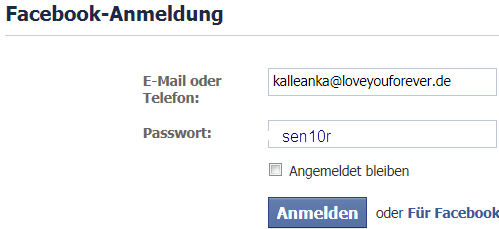 Facebook-Anmeldung
E-Mail oder
Telefon:
kalleanka@loveyouforever.de
Passwort:
sen10r
Angemeldet bleiben
Anmelden oder Für Facebook